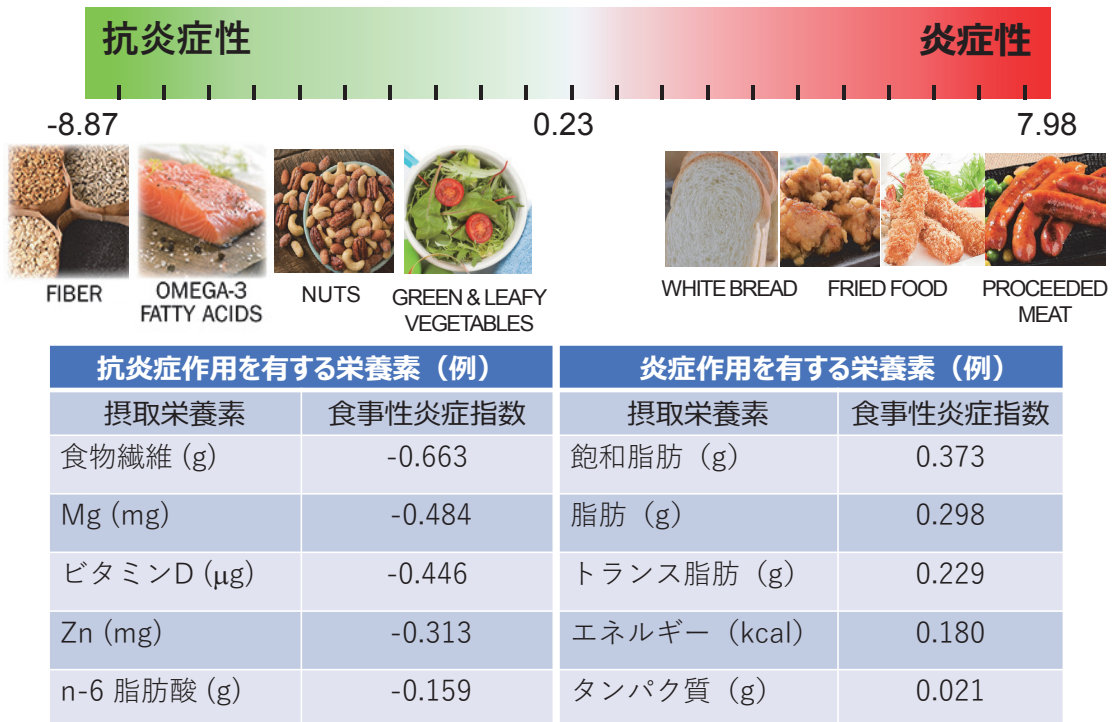 抗炎症性 炎症性
-8.87 0.23 7.98
FIBER
OMEGA-3
FATTY ACIDS
NUTS
GREEN & LEAFY
VEGETABLES
WHITE BREAD
FRIED FOOD
PROCEEDED
MEAT
抗炎症作用を有する栄養素（例） 炎症作用を有する栄養素（例）
摂取栄養素 食事性炎症指数 摂取栄養素 食事性炎症指数
食物繊維 (g) -0.663 飽和脂肪（g） 0.373
Mg (mg) -0.484 脂肪（g） 0.298
ビタミンD (μg) -0.446 トランス脂肪（g） 0.229
Zn (mg) -0.313 エネルギー（kcal） 0.180
n-6 脂肪酸 (g) -0.159 タンパク質（g） 0.021